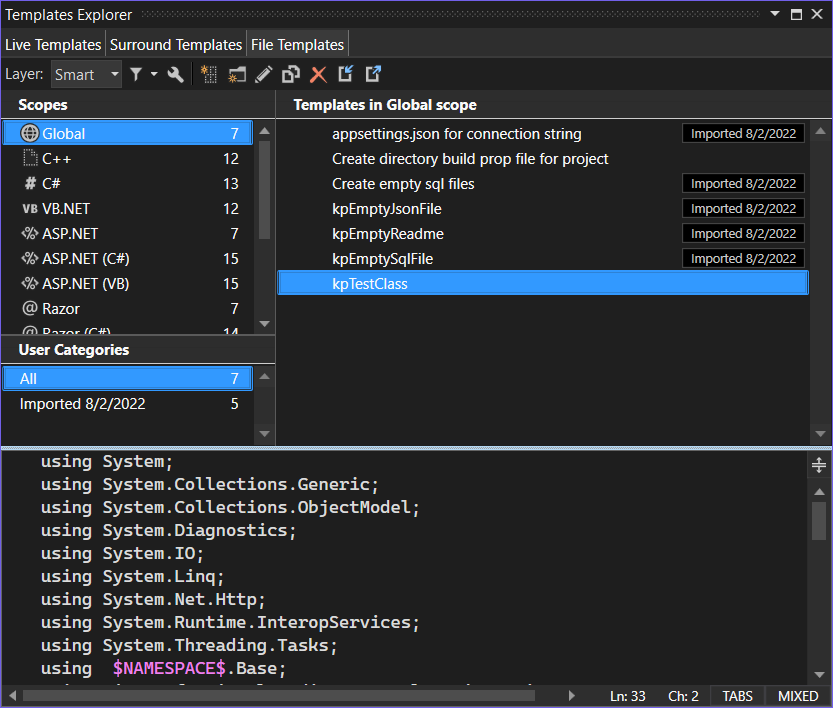 Templates Explorer
Live Templates Surround Templates File Templates
Layer: Smart
Scopes
Global 7
C++ 12
# C# 13
VB VB.NET 12
ASP.NET 7
ASP.NET (C#) 15
ASP.NET (VB) 15
@ Razor 7
@ Razor (C#) 14
User Categories
All 7
Imported 8/2/2022 5
Templates in Global scope
appsettings.json for connection string Imported 8/2/2022
Create directory build prop file for project
Create empty sql files Imported 8/2/2022
kpEmptyJsonFile Imported 8/2/2022
kpEmptyReadme Imported 8/2/2022
kpEmptySqlFile Imported 8/2/2022
kpTestClass
using System;
using System.Collections.Generic;
using System.Collections.ObjectModel;
using System.Diagnostics;
using System.IO;
using System.Linq;
using System.Net.Http;
using System.Runtime.InteropServices;
using System.Threading.Tasks;
using  $NAMESPACE$.Base;
Ln: 33 Ch: 2 TABS MIXED